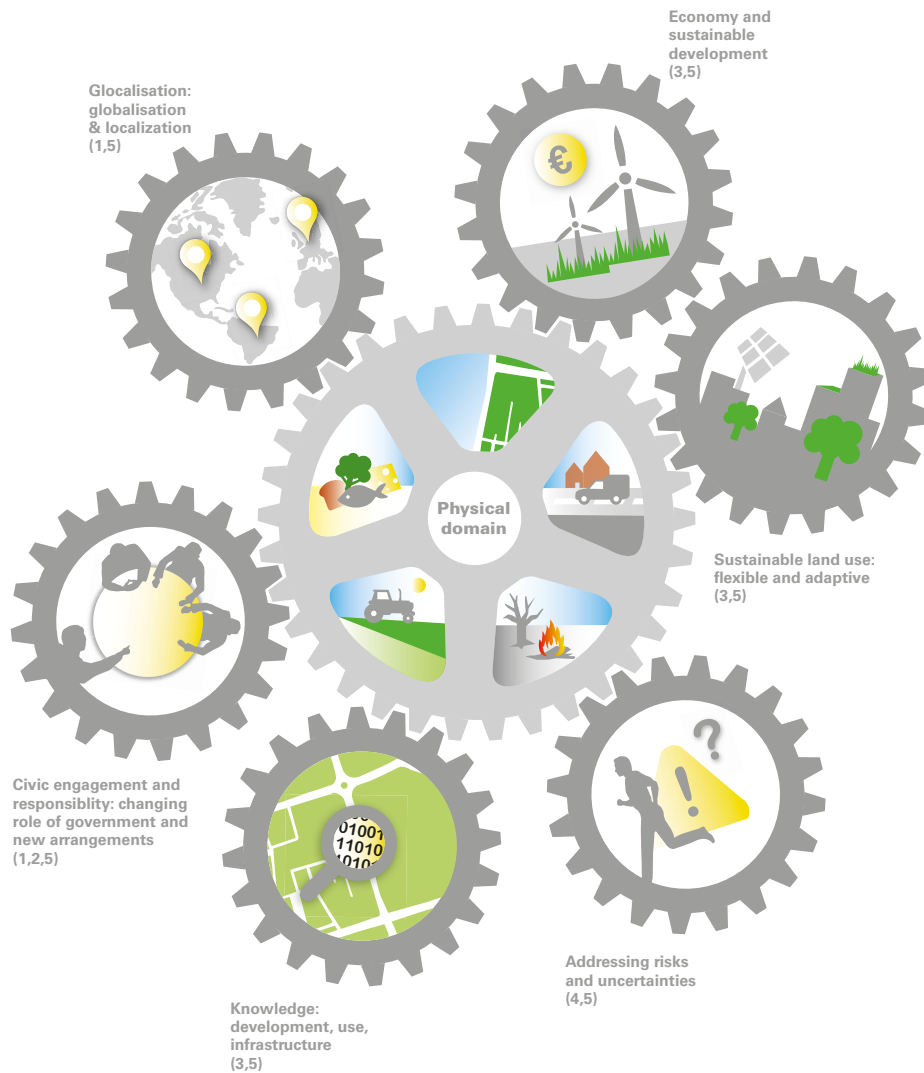 Economy and
sustainable
development
(3,5)
Glocalisation:
globalisation
& localization
(1,5)
€
Physical
domain
Sustainable land use:
flexible and adaptive
(3,5)
?
!
Civic engagement and
responsiblity: changing
role of government and
new arrangements
(1,2,5)
01001
11010
Addressing risks
and uncertainties
(4,5)
Knowledge:
development, use,
infrastructure
(3,5)